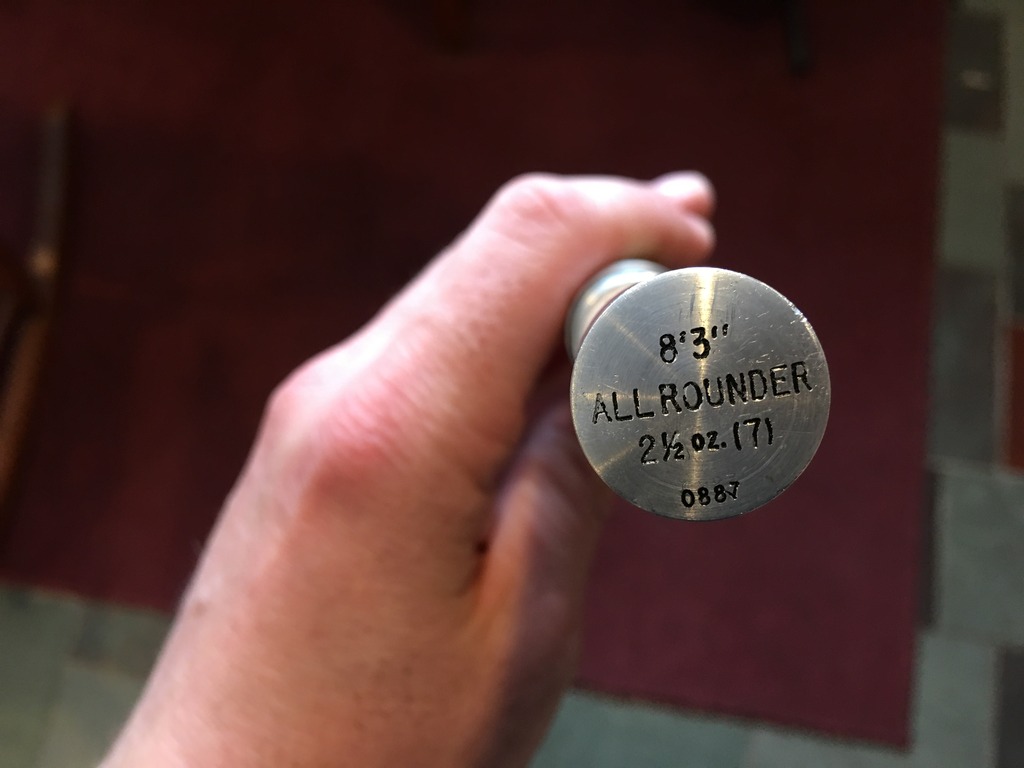 8'3"
ALL ROUNDER
2½ oz. (7)
0887